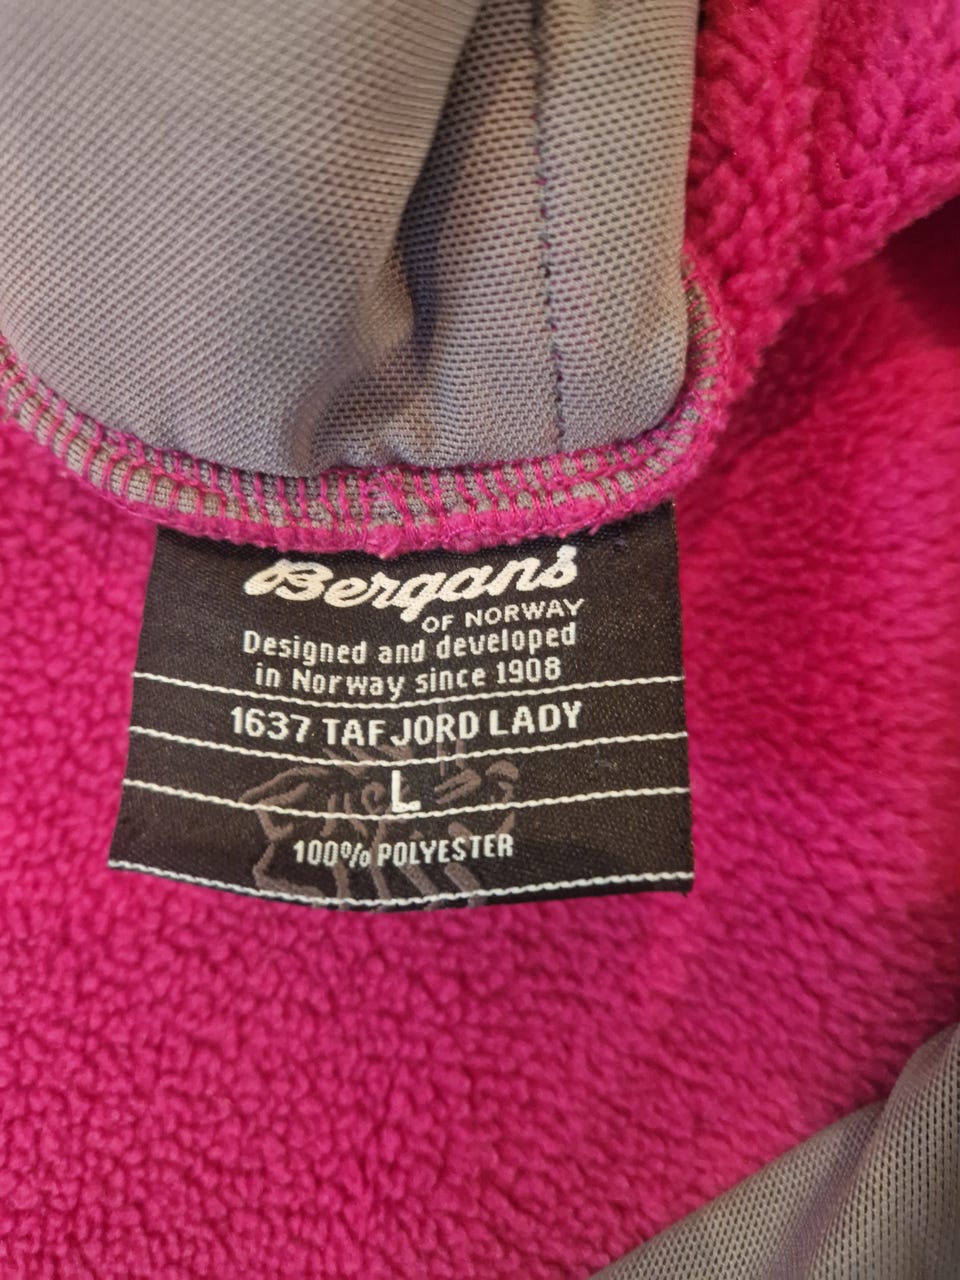 Bergans
OF NORWAY
Designed and developed
in Norway since 1908
1637 TAFJORD LADY
L
100% POLYESTER